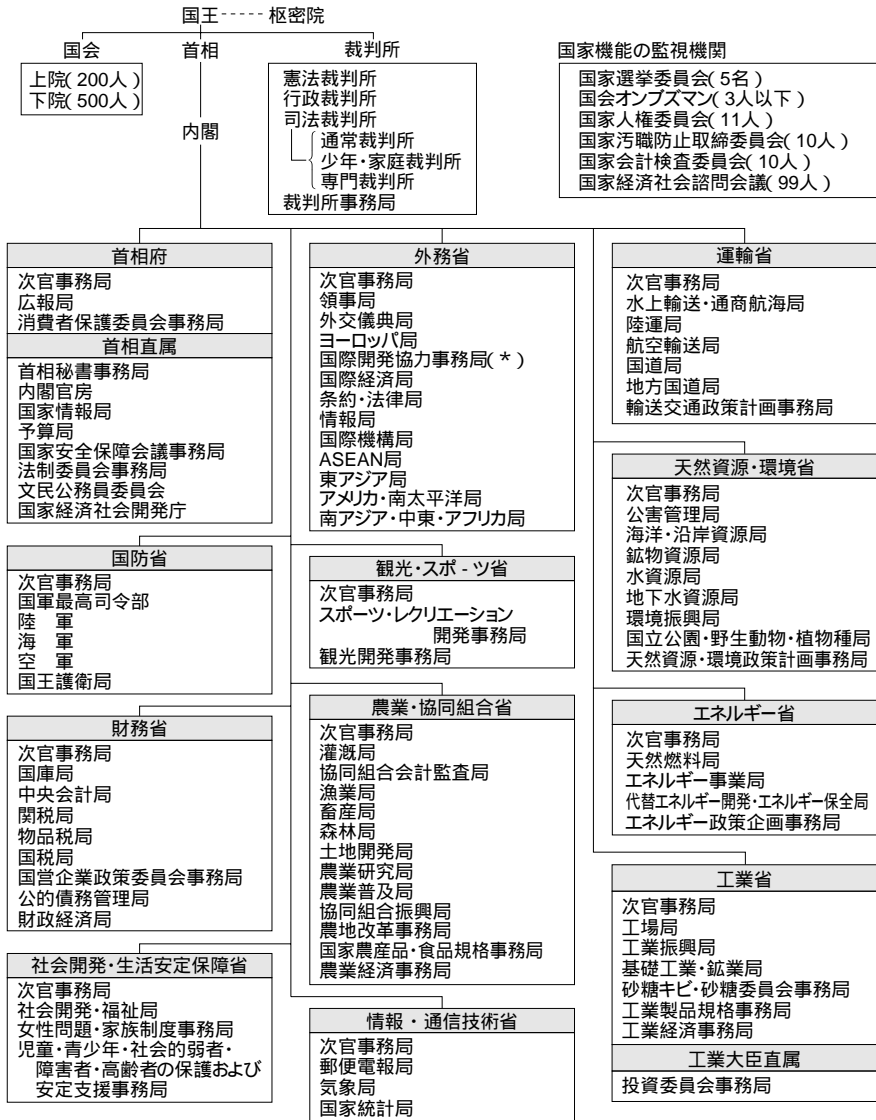 国王-----枢密院
国会
上院(200人)
下院(500人)
首相
内閣
裁判所
憲法裁判所
行政裁判所
司法裁判所
通常裁判所
少年・家庭裁判所
専門裁判所
裁判所事務局
国家機能の監視機関
国家選挙委員会(5名)
国会オンブズマン(3人以下)
国家人権委員会(11人)
国家汚職防止取締委員会(10人)
国家会計検査委員会(10人)
国家経済社会諮問会議(99人)
首相府
次官事務局
広報局
消費者保護委員会事務局
首相直属
首相秘書事務局
内閣官房
国家情報局
予算局
国家安全保障会議事務局
法制委員会事務局
文民公務員委員会
国家経済社会開発庁
国防省
次官事務局
国軍最高司令部
陸 軍
海 軍
空 軍
国王護衛局
財務省
次官事務局
国庫局
中央会計局
関税局
物品税局
国税局
国営企業政策委員会事務局
公的債務管理局
財政経済局
社会開発・生活安定保障省
次官事務局
社会開発・福祉局
女性問題・家族制度事務局
児童・青少年・社会的弱者・
障害者・高齢者の保護および
安定支援事務局
外務省
次官事務局
領事局
外交儀典局
ヨーロッパ局
国際開発協力事務局(*)
国際経済局
条約・法律局
情報局
国際機構局
ASEAN局
東アジア局
アメリカ・南太平洋局
南アジア・中東・アフリカ局
観光・スポ-ツ省
次官事務局
スポーツ・レクリエーション
開発事務局
観光開発事務局
農業・協同組合省
次官事務局
灌漑局
協同組合会計監査局
漁業局
畜産局
森林局
土地開発局
農業研究局
農業普及局
協同組合振興局
農地改革事務局
国家農産品・食品規格事務局
農業経済事務局
情報・通信技術省
次官事務局
郵便電報局
気象局
国家統計局
運輸省
次官事務局
水上輸送・通商航海局
陸運局
航空輸送局
国道局
地方国道局
輸送交通政策計画事務局
天然資源・環境省
次官事務局
公害管理局
海洋・沿岸資源局
鉱物資源局
水資源局
地下水資源局
環境振興局
国立公園・野生動物・植物種局
天然資源・環境政策計画事務局
エネルギー省
次官事務局
天然燃料局
エネルギー事業局
代替エネルギー開発・エネルギー保全局
エネルギー政策企画事務局
工業省
次官事務局
工場局
工業振興局
基礎工業・鉱業局
砂糖キビ・砂糖委員会事務局
工業製品規格事務局
工業経済事務局
工業大臣直属
投資委員会事務局